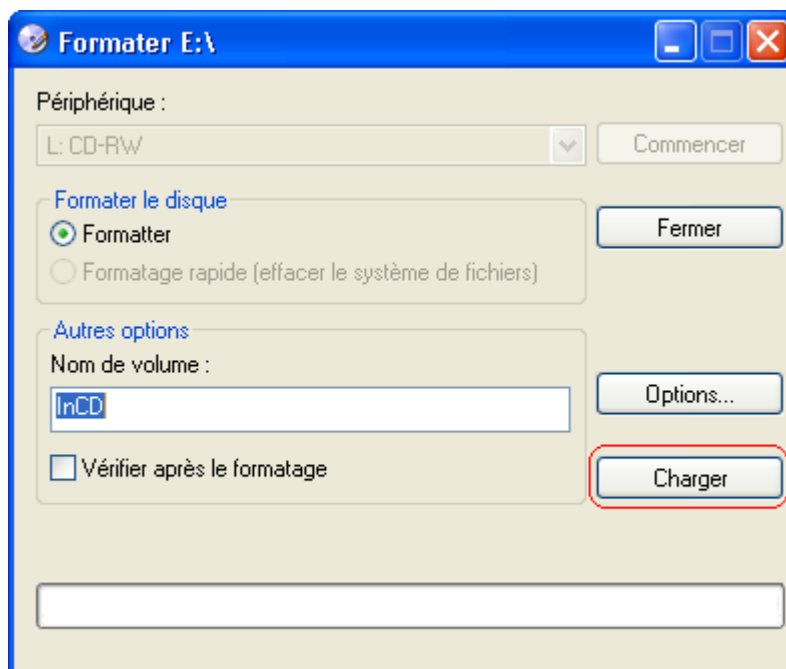 Formater E:\
Périphérique :
L: CD-RW
Commencer
Formater le disque
Formatter
Fermer
Formatage rapide (effacer le système de fichiers)
Autres options
Nom de volume :
InCD
Options...
Vérifier après le formatage
Charger